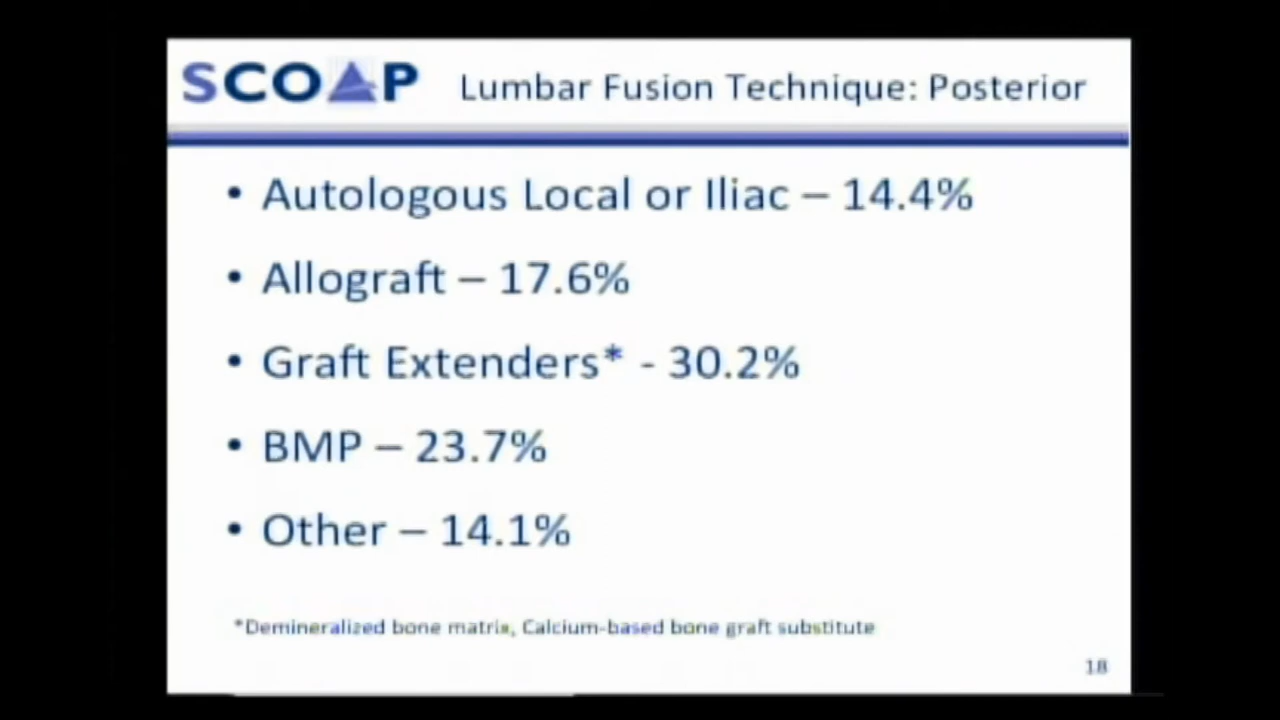 SCOAP Lumbar Fusion Technique: Posterior
• Autologous Local or Iliac – 14.4%
• Allograft – 17.6%
• Graft Extenders* - 30.2%
• BMP – 23.7%
• Other – 14.1%
*Demineralized bone matrix, Calcium-based bone graft substitute
18